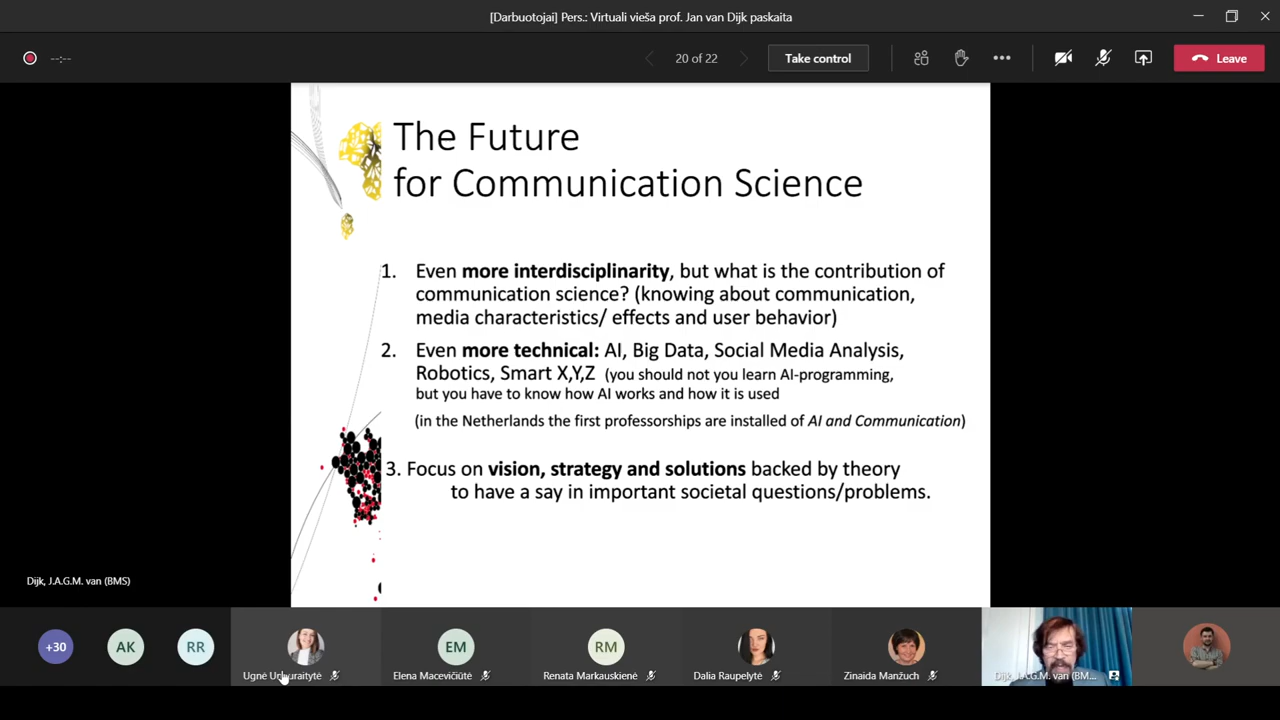 [Darbuotojai] Pers.: Virtuali vieša prof. Jan van Dijk paskaita
--:--
20 of 22
Take control
Leave
The Future
for Communication Science
1. Even more interdisciplinarity, but what is the contribution of
communication science? (knowing about communication,
media characteristics/ effects and user behavior)
2. Even more technical: AI, Big Data, Social Media Analysis,
Robotics, Smart X,Y,Z (you should not you learn AI-programming,
but you have to know how AI works and how it is used
(in the Netherlands the first professorships are installed of AI and Communication)
3. Focus on vision, strategy and solutions backed by theory
to have a say in important societal questions/problems.
Dijk, J.A.G.M. van (BMS)
+30
AK
RR
EM
RM
Ugnė Urburaitytė
Elena Macevičiūtė
Renata Markauskienė
Dalia Raupelytė
Zinaida Manžuch
Dijk, J.A.G.M. van (BM...